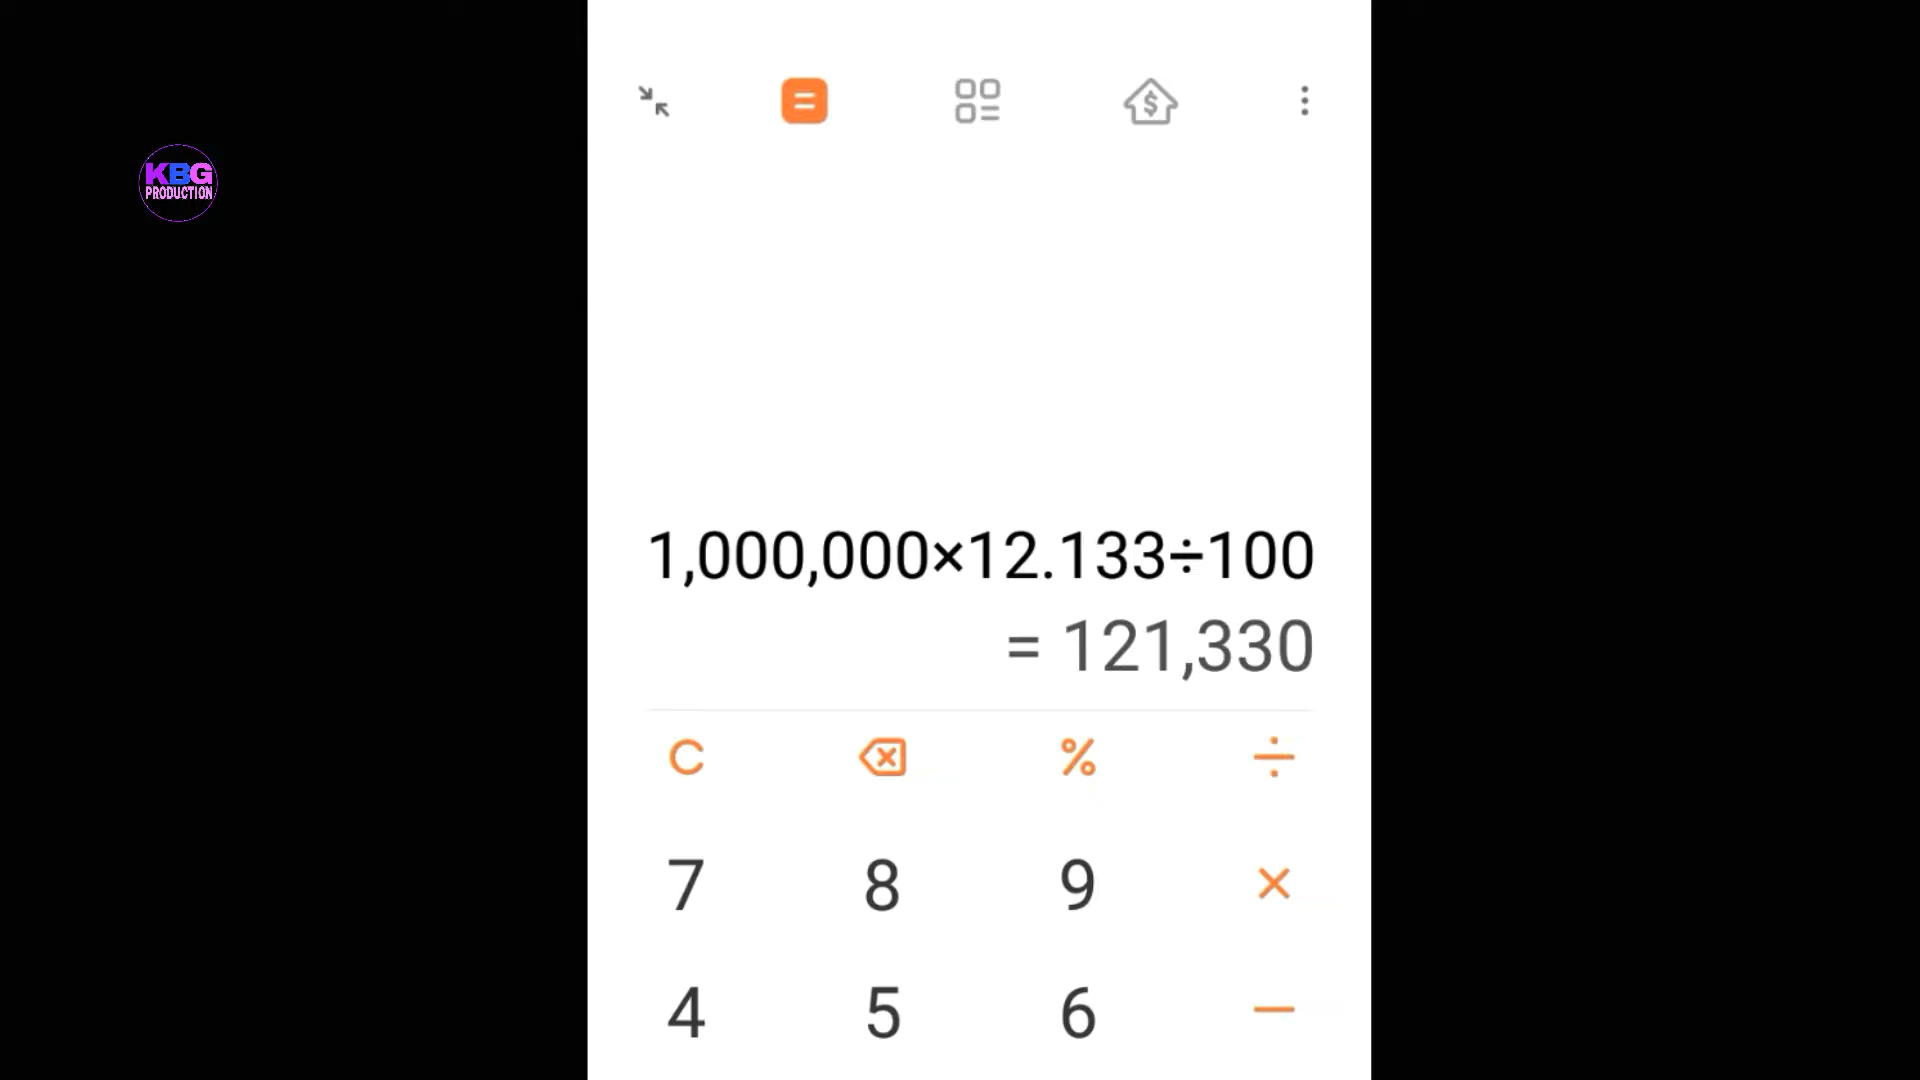 KBG
PRODUCTION
1,000,000×12.133÷100
= 121,330
C % ÷
7 8 9 ×
4 5 6 −